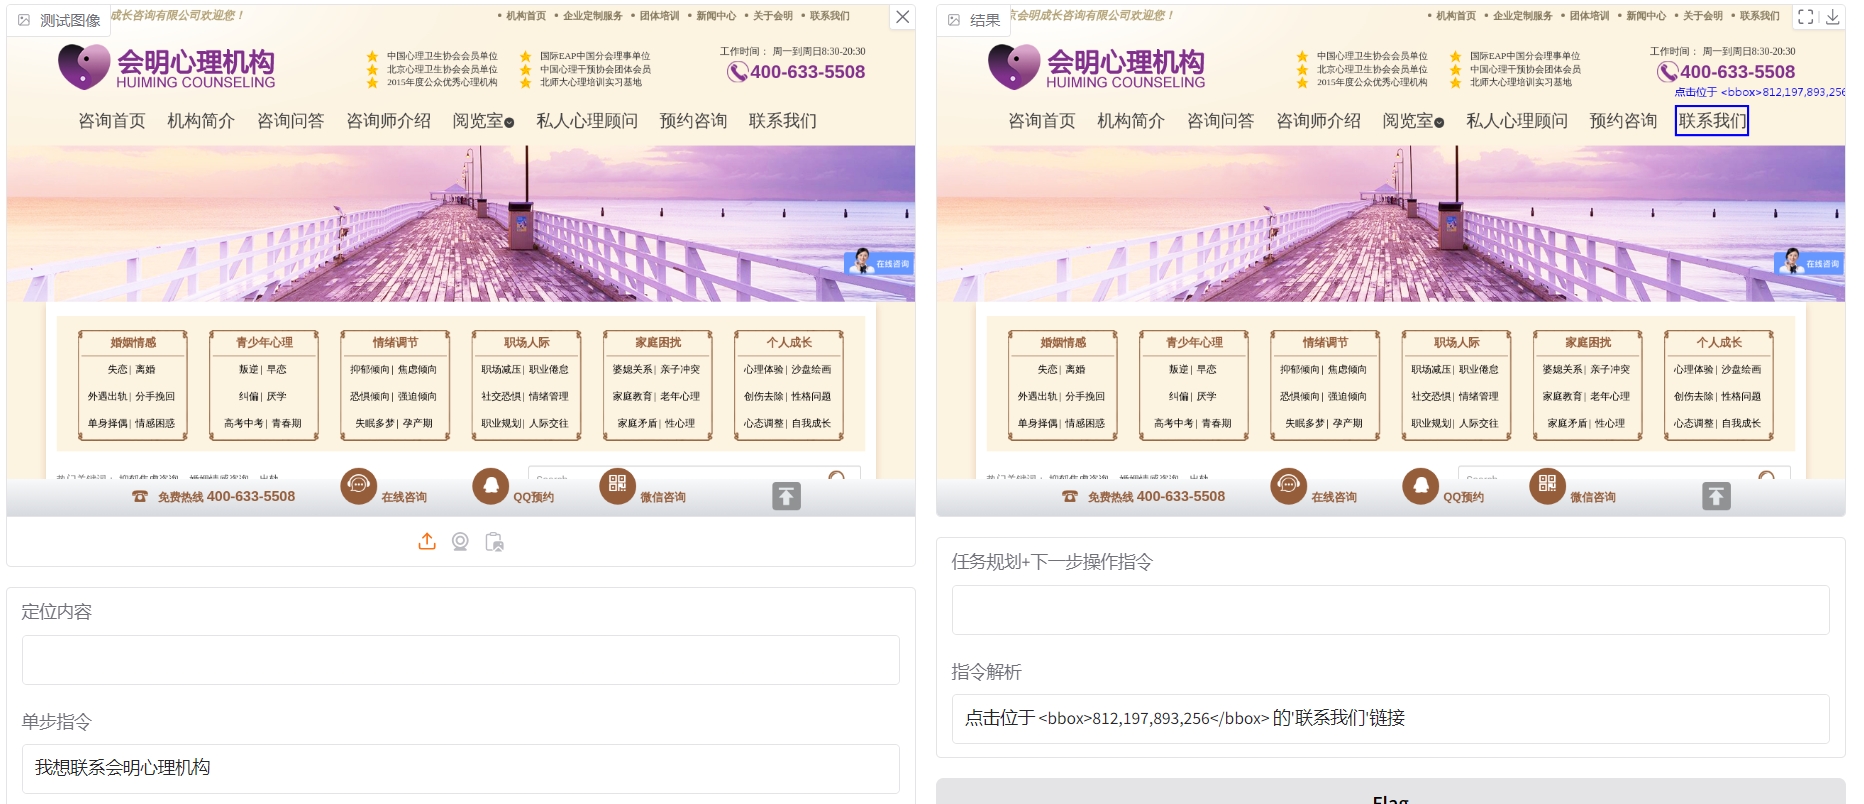 测试图像
成长咨询有限公司欢迎您！
机构首页
企业定制服务
团体培训
新闻中心
关于会明
联系我们
会明心理机构
HUIMING COUNSELING
中国心理卫生协会会员单位
北京心理卫生协会会员单位
2015年度公众优秀心理机构
国际EAP中国分会理事单位
中国心理干预协会团体会员
北师大心理培训实习基地
工作时间： 周一到周日8:30-20:30
400-633-5508
咨询首页 机构简介 咨询问答 咨询师介绍 阅览室 私人心理顾问 预约咨询 联系我们
在线咨询
婚姻情感
失恋| 离婚
外遇出轨| 分手挽回
单身择偶| 情感困惑
青少年心理
叛逆| 早恋
纠偏| 厌学
高考中考| 青春期
情绪调节
抑郁倾向| 焦虑倾向
恐惧倾向| 强迫倾向
失眠多梦| 孕产期
职场人际
职场减压| 职业倦怠
社交恐惧| 情绪管理
职业规划| 人际交往
家庭困扰
婆媳关系| 亲子冲突
家庭教育| 老年心理
家庭矛盾| 性心理
个人成长
心理体验| 沙盘绘画
创伤去除| 性格问题
心态调整| 自我成长
免费热线 400-633-5508
在线咨询
QQ预约
微信咨询
定位内容
单步指令
我想联系会明心理机构
结果
京会明成长咨询有限公司欢迎您！
机构首页
企业定制服务
团体培训
新闻中心
关于会明
联系我们
会明心理机构
HUIMING COUNSELING
中国心理卫生协会会员单位
北京心理卫生协会会员单位
2015年度公众优秀心理机构
国际EAP中国分会理事单位
中国心理干预协会团体会员
北师大心理培训实习基地
工作时间： 周一到周日8:30-20:30
400-633-5508
点击位于 <bbox>812,197,893,256
咨询首页 机构简介 咨询问答 咨询师介绍 阅览室 私人心理顾问 预约咨询 联系我们
在线咨询
婚姻情感
失恋| 离婚
外遇出轨| 分手挽回
单身择偶| 情感困惑
青少年心理
叛逆| 早恋
纠偏| 厌学
高考中考| 青春期
情绪调节
抑郁倾向| 焦虑倾向
恐惧倾向| 强迫倾向
失眠多梦| 孕产期
职场人际
职场减压| 职业倦怠
社交恐惧| 情绪管理
职业规划| 人际交往
家庭困扰
婆媳关系| 亲子冲突
家庭教育| 老年心理
家庭矛盾| 性心理
个人成长
心理体验| 沙盘绘画
创伤去除| 性格问题
心态调整| 自我成长
免费热线 400-633-5508
在线咨询
QQ预约
微信咨询
任务规划+下一步操作指令
指令解析
点击位于 <bbox>812,197,893,256</bbox> 的'联系我们'链接
Flag